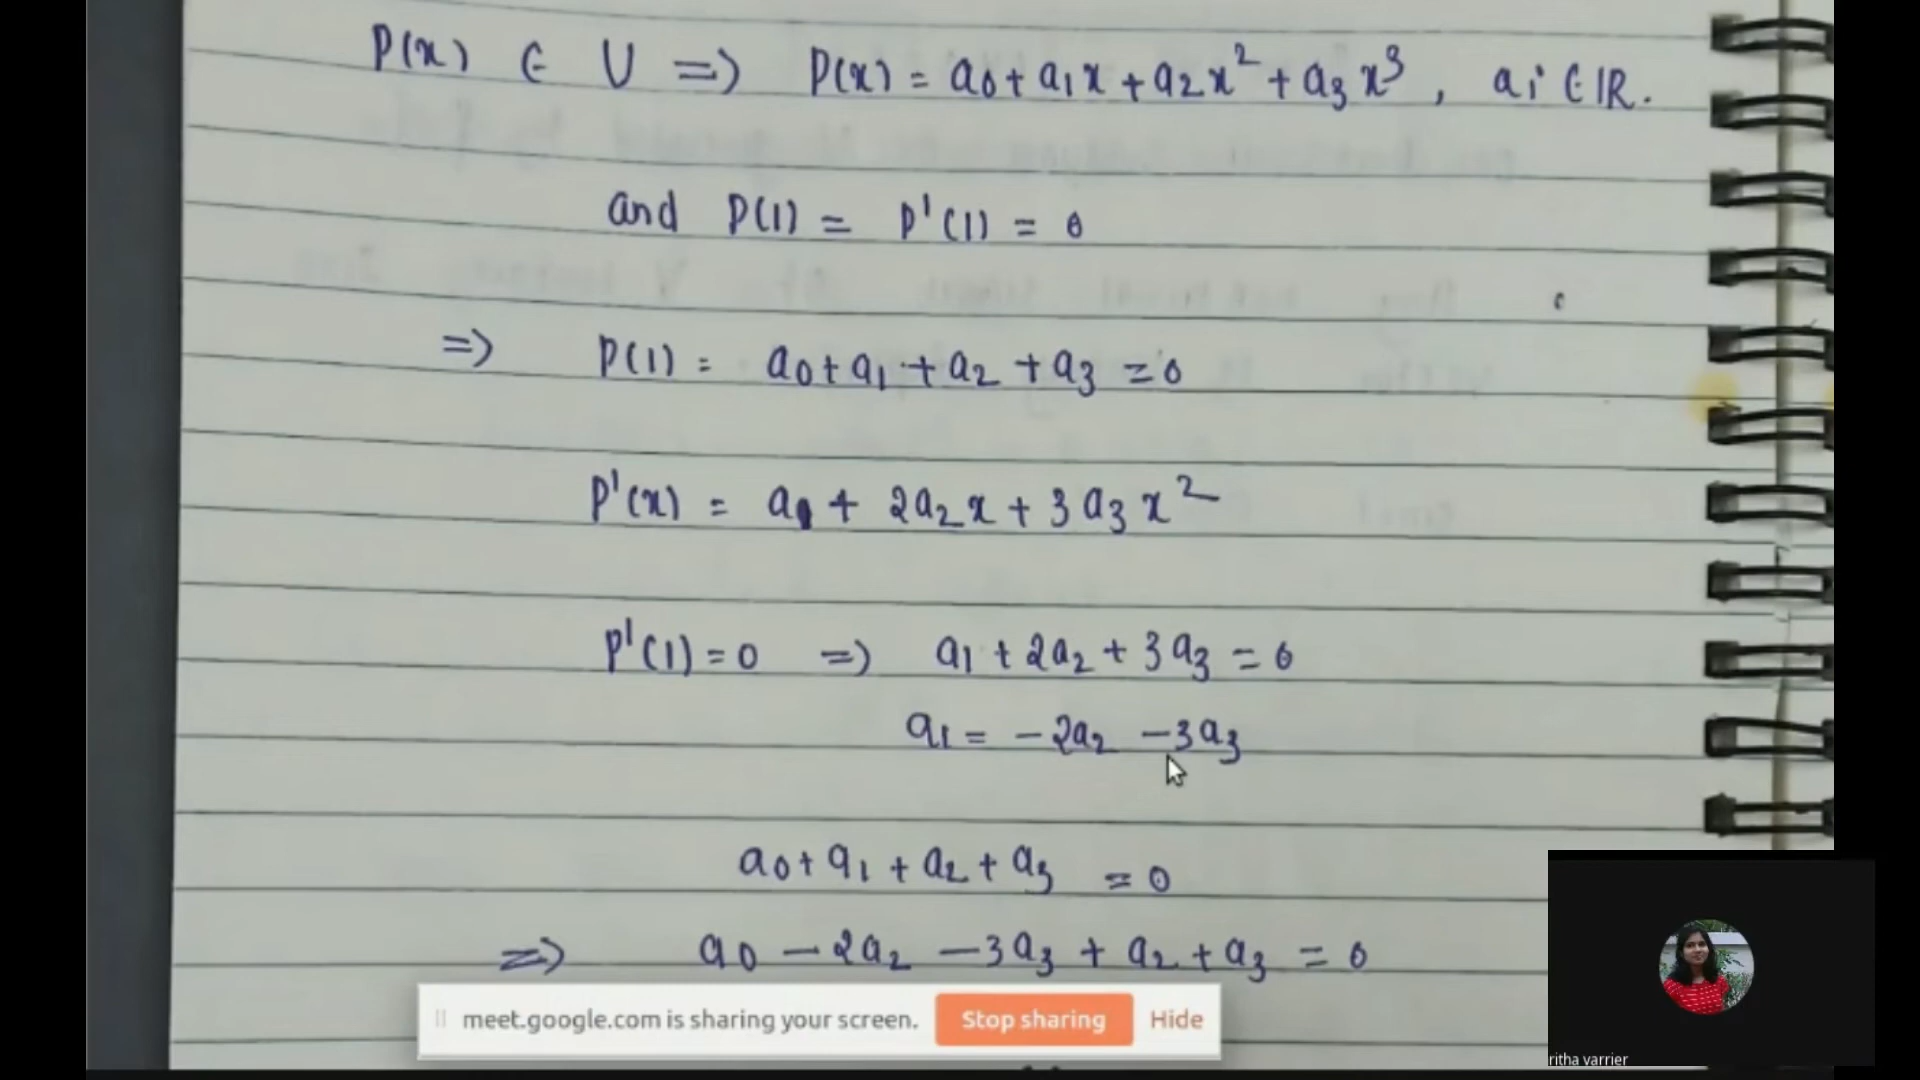 P(x) ∈ U => P(x) = a0 + a1x + a2x² + a3x³, ai ∈ IR.
and P(1) = P'(1) = 0
=> P(1) = a0 + a1 + a2 + a3 = 0
P'(x) = a1 + 2a2x + 3a3x²
P'(1) = 0 => a1 + 2a2 + 3a3 = 0
a1 = -2a2 - 3a3
a0 + a1 + a2 + a3 = 0
=> a0 - 2a2 - 3a3 + a2 + a3 = 0
meet.google.com is sharing your screen. Stop sharing Hide
ritha varrier